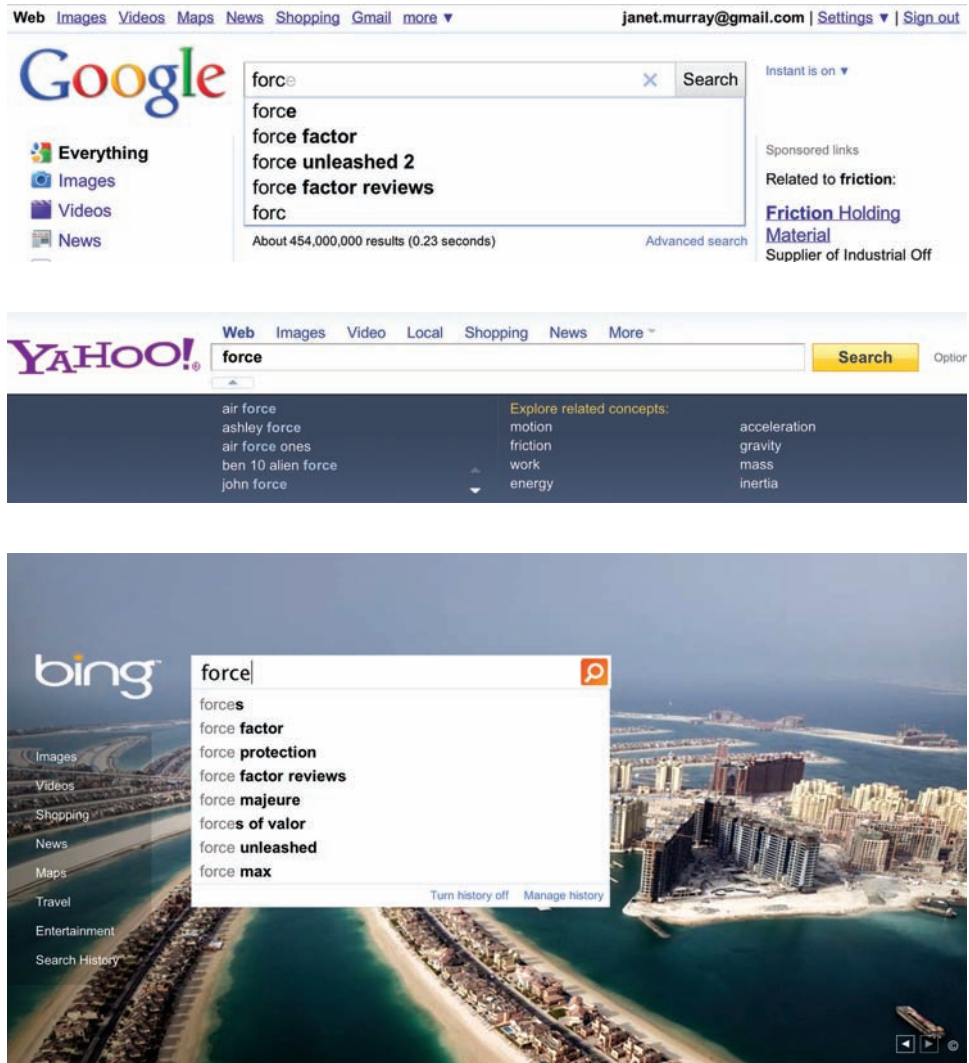 Web Images Videos Maps News Shopping Gmail more ▼ janet.murray@gmail.com | Settings ▼ | Sign out
Google
force × Search
Instant is on ▼
force
force factor
force unleashed 2
force factor reviews
forc
About 454,000,000 results (0.23 seconds) Advanced search
Everything
Images
Videos
News
Sponsored links
Related to friction:
Friction Holding
Material
Supplier of Industrial Off
Web Images Video Local Shopping News More
YAHOO!®
force Search Option
air force
ashley force
air force ones
ben 10 alien force
john force
Explore related concepts:
motion acceleration
friction gravity
work mass
energy inertia
bing™
force
forces
force factor
force protection
force factor reviews
force majeure
forces of valor
force unleashed
force max
Turn history off Manage history
Images
Videos
Shopping
News
Maps
Travel
Entertainment
Search History
©